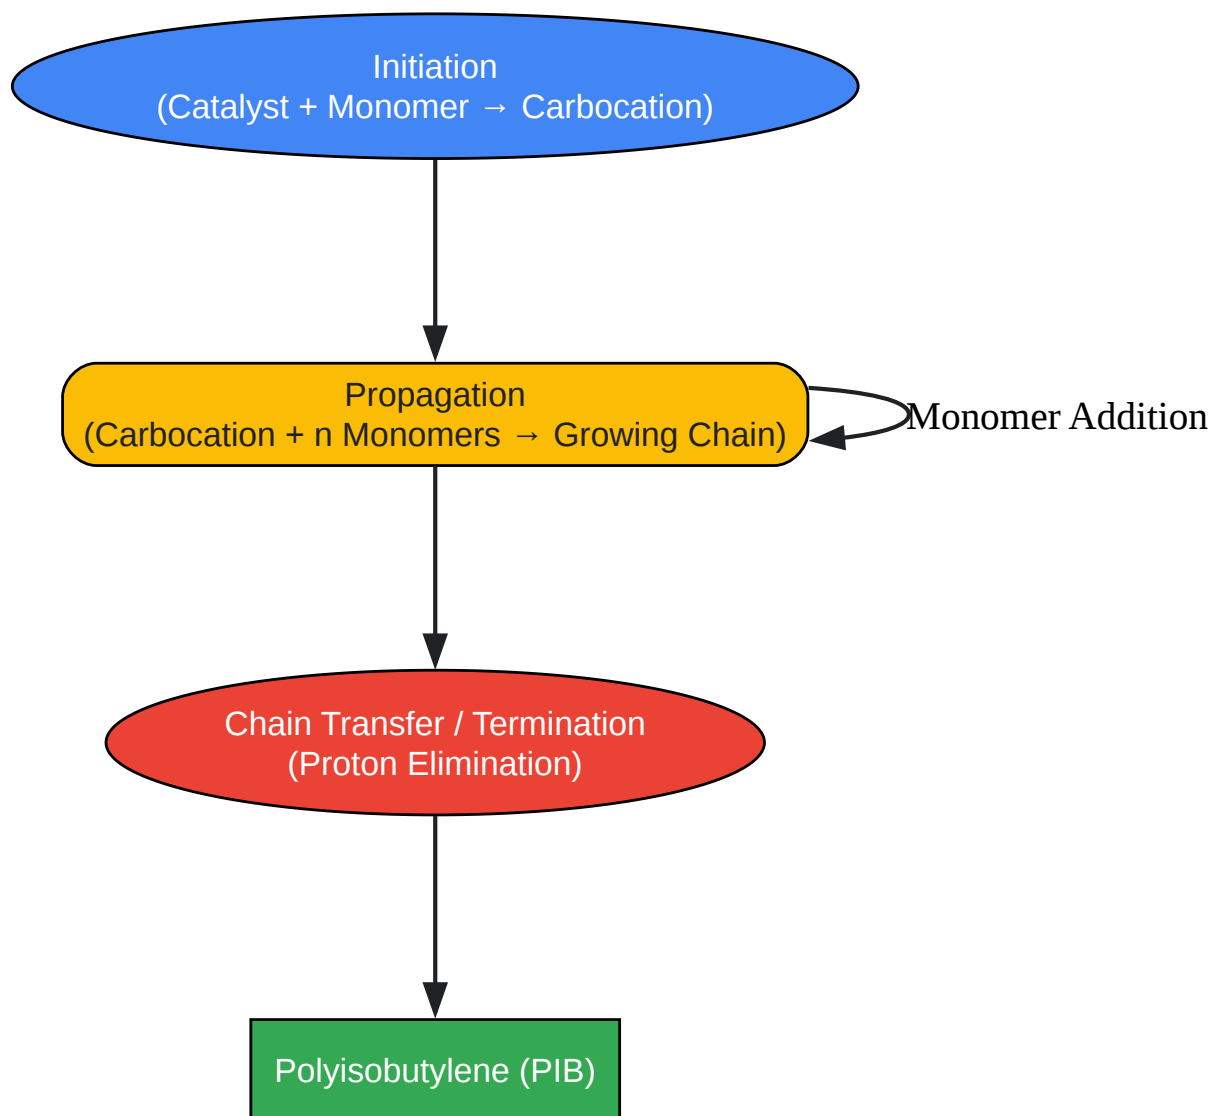 Initiation
(Catalyst + Monomer → Carbocation)
Propagation
(Carbocation + n Monomers → Growing Chain)
Monomer Addition
Chain Transfer / Termination
(Proton Elimination)
Polyisobutylene (PIB)